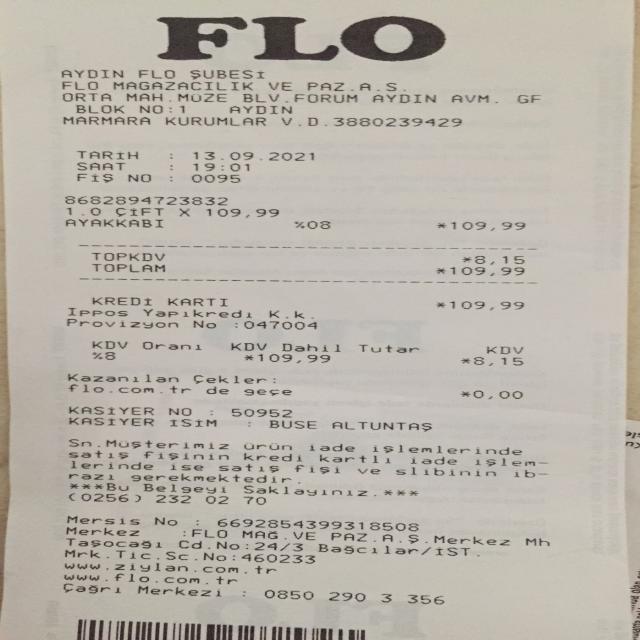 FLO
AYDIN FLO ŞUBESİ
FLO MAGAZACILIK VE PAZ.A.S.
ORTA MAH.MÜZE BLV.FORUM AYDIN AVM. GF
BLOK NO:1 AYDIN
MARMARA KURUMLAR V.D.3880239429
TARİH : 13.09.2021
SAAT : 19:01
FİŞ NO : 0095
8682894723832
1.0 ÇİFT X 109,99
AYAKKABI %08 *109,99
TOPKDV *8,15
TOPLAM *109,99
KREDİ KARTI *109,99
Ippos Yapikredi K.k.
Provizyon No :047004
KDV Oranı KDV Dahil Tutar KDV
%8 *109,99 *8,15
Kazanılan Çekler:
flo.com.tr de geçe *0,00
KASİYER NO : 50952
KASİYER İSİM : BUSE ALTUNTAŞ
Sn.Müşterimiz ürün iade işlemlerinde
satış fişinin kredi kartlı iade işlem-
lerinde ise satış fişi ve slibinin ib-
razı gerekmektedir.
***Bu Belgeyi Saklayınız.***
(0256) 232 02 70
Mersis No : 6692854399318508
Merkez :FLO MAĞ.VE PAZ.A.Ş.Merkez Mh
Taşocağı Cd.No:24/3 Bağcılar/İST.
Mrk.Tic.Sc.No:460233
www.ziylan.com.tr
www.flo.com.tr
Çağrı Merkezi : 0850 290 3 356